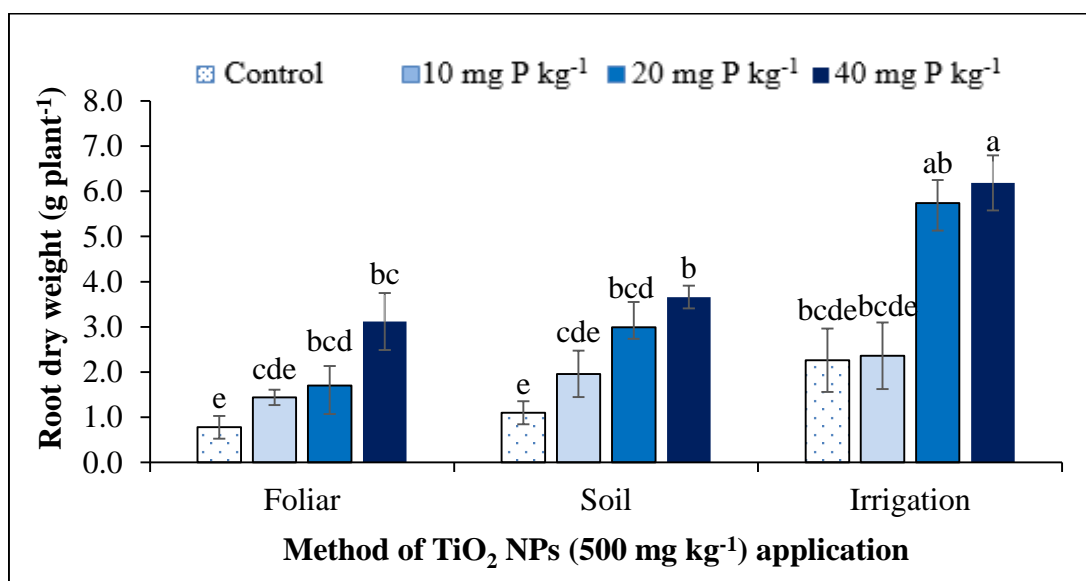 Control 10 mg P kg⁻¹ 20 mg P kg⁻¹ 40 mg P kg⁻¹
8.0
7.0
6.0
5.0
4.0
3.0
2.0
1.0
0.0
Root dry weight (g plant⁻¹)
e cde bcd bc
e cde bcd b
bcde bcde ab a
Foliar Soil Irrigation
Method of TiO₂ NPs (500 mg kg⁻¹) application